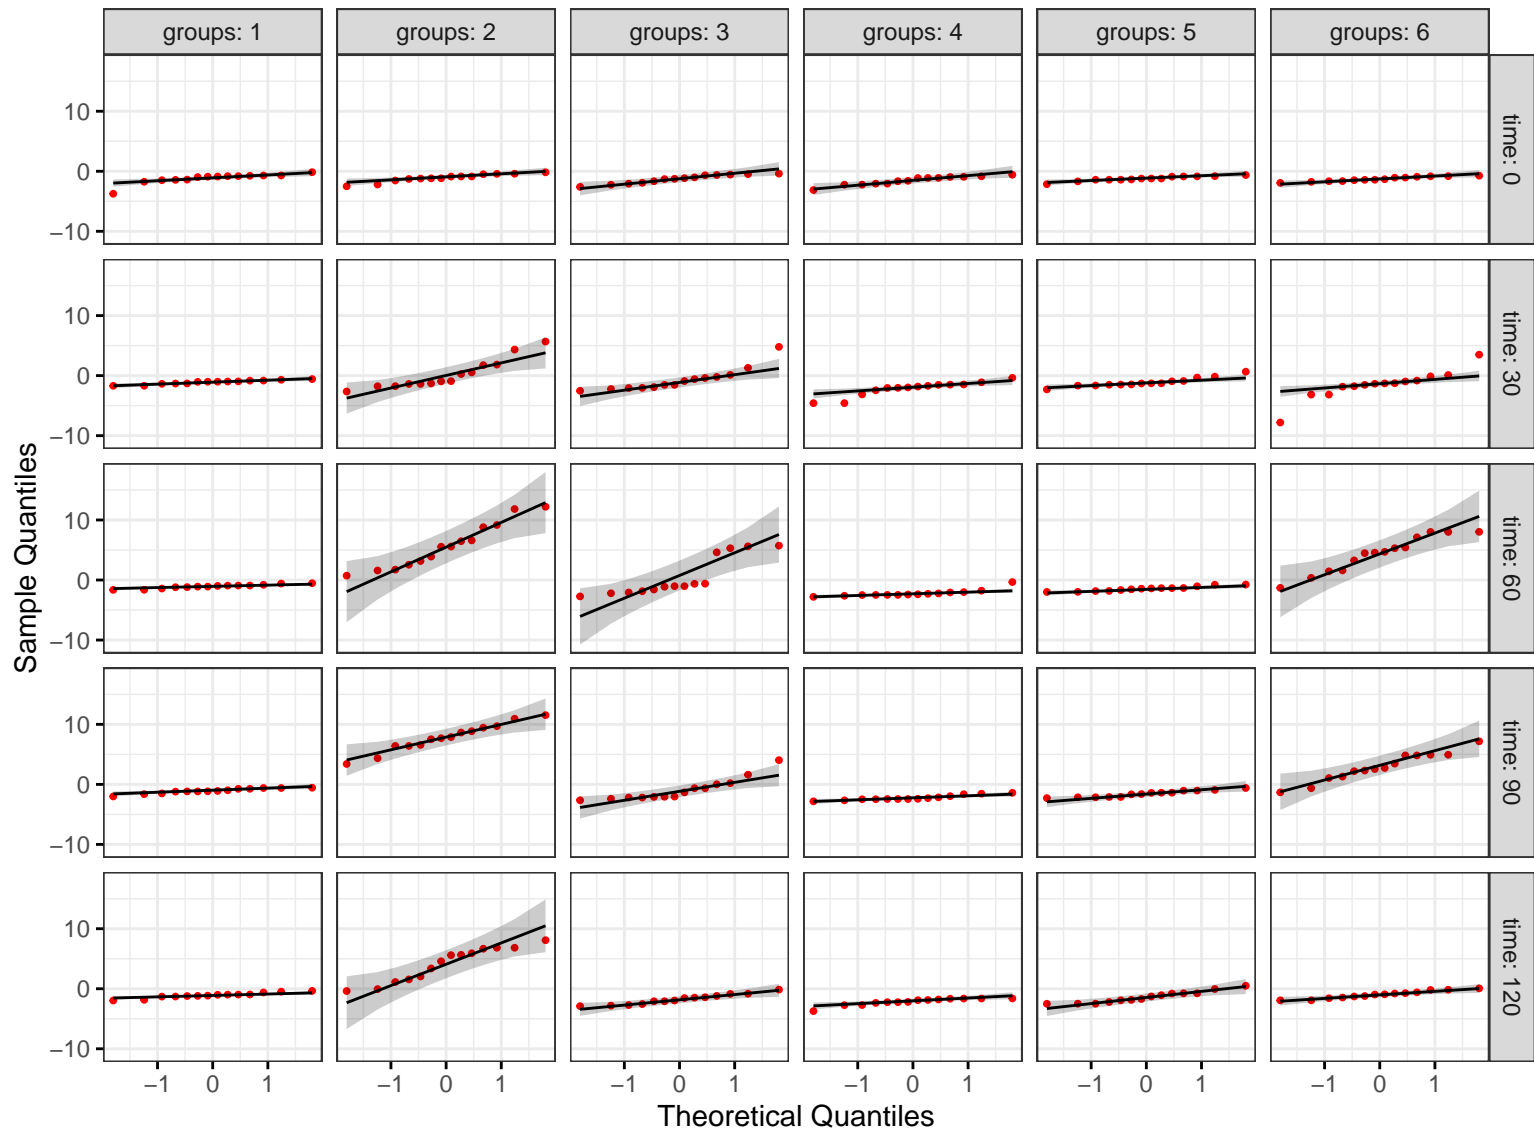 groups: 1 groups: 2 groups: 3 groups: 4 groups: 5 groups: 6
10
0
−10
time: 0
10
0
−10
time: 30
10
0
−10
time: 60
10
0
−10
time: 90
10
0
−10
time: 120
Sample Quantiles
−1 0 1 −1 0 1 −1 0 1 −1 0 1 −1 0 1 −1 0 1
Theoretical Quantiles